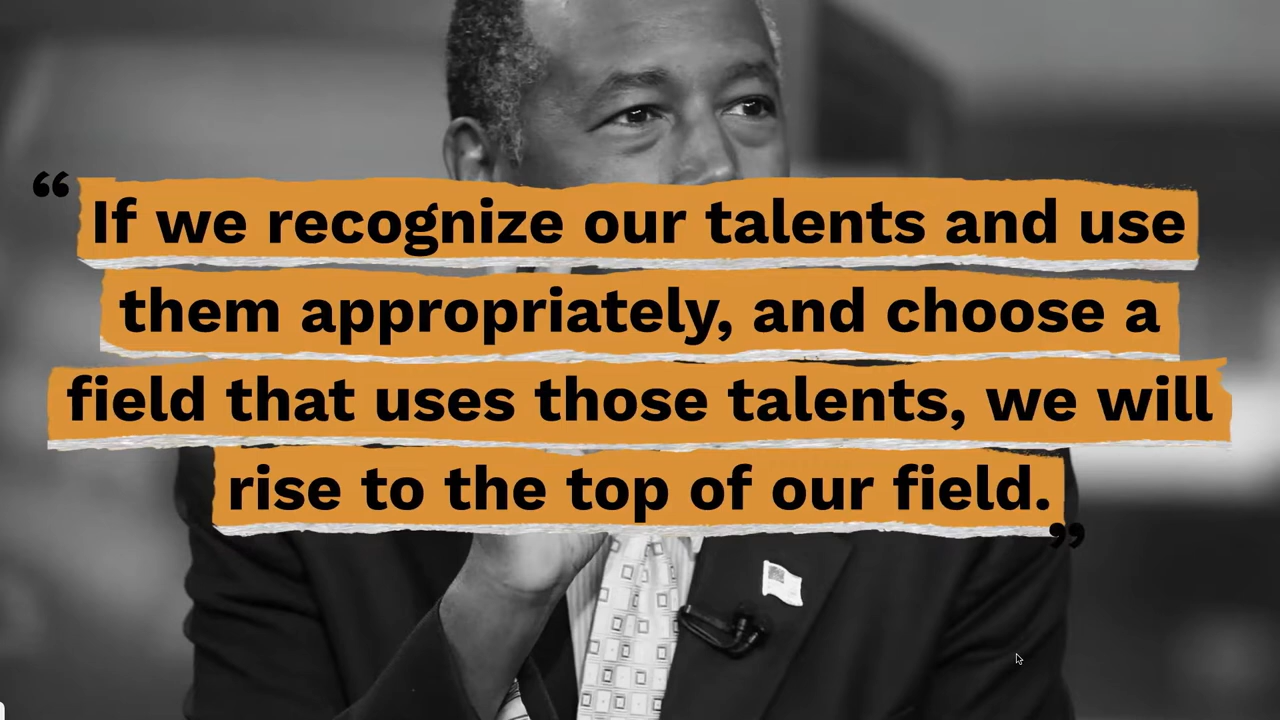 “If we recognize our talents and use
them appropriately, and choose a
field that uses those talents, we will
rise to the top of our field.”